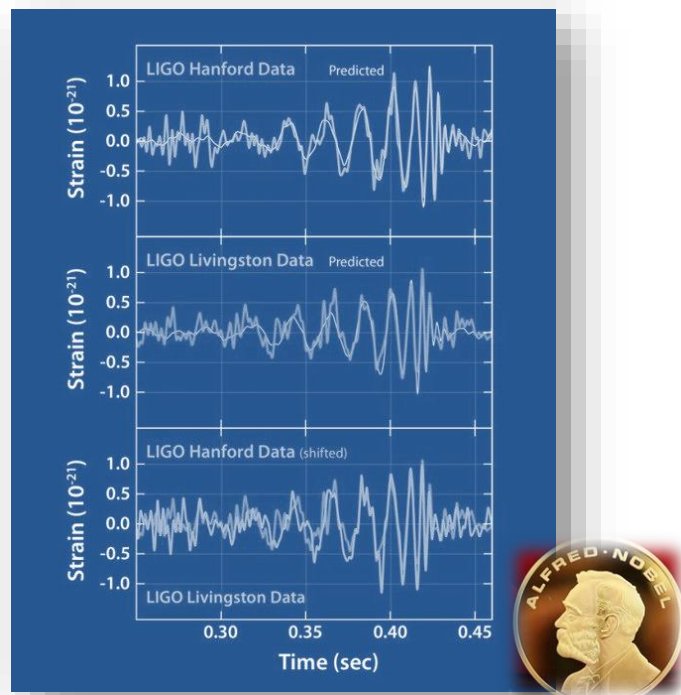 LIGO Hanford Data Predicted
1.0
0.5
0.0
-0.5
-1.0
Strain (10-21)
LIGO Livingston Data Predicted
1.0
0.5
0.0
-0.5
-1.0
Strain (10-21)
LIGO Hanford Data (shifted)
1.0
0.5
0.0
-0.5
-1.0
Strain (10-21)
LIGO Livingston Data
0.30 0.35 0.40 0.45
Time (sec)
ALFRED·NOBEL